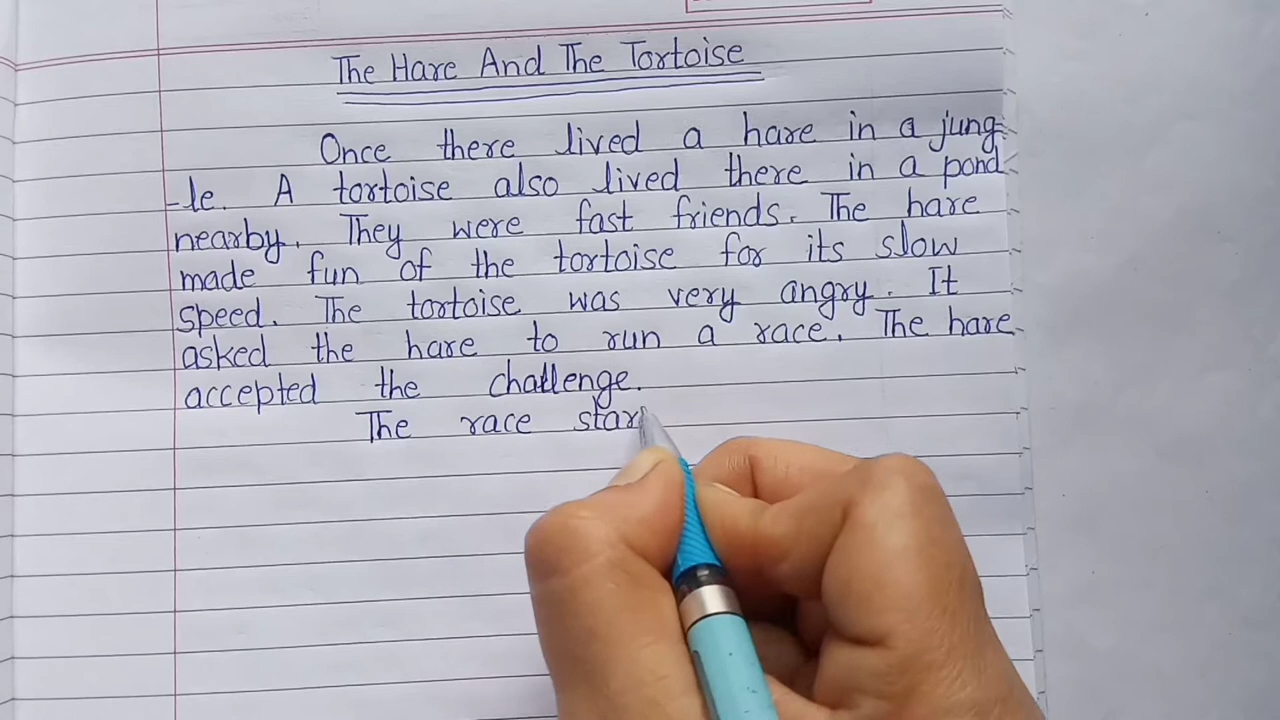 The Hare And The Tortoise
Once there lived a hare in a jung
-le. A tortoise also lived there in a pond
nearby. They were fast friends. The hare
made fun of the tortoise for its slow
speed. The tortoise was very angry. It
asked the hare to run a race. The hare
accepted the challenge.
The race star